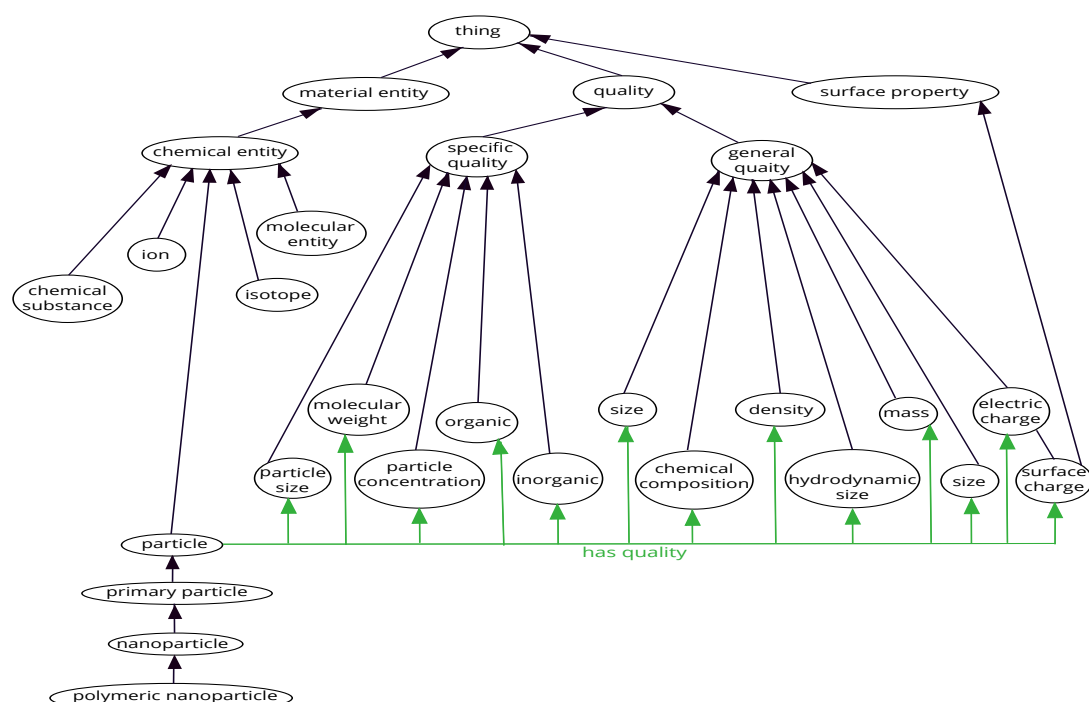 thing
material entity
quality
surface property
chemical entity
specific
quality
general
quaity
molecular
entity
ion
chemical
substance
isotope
molecular
weight
organic
size
density
mass
electric
charge
particle
size
particle
concentration
inorganic
chemical
composition
hydrodynamic
size
size
surface
charge
particle
has quality
primary particle
nanoparticle
polymeric nanoparticle